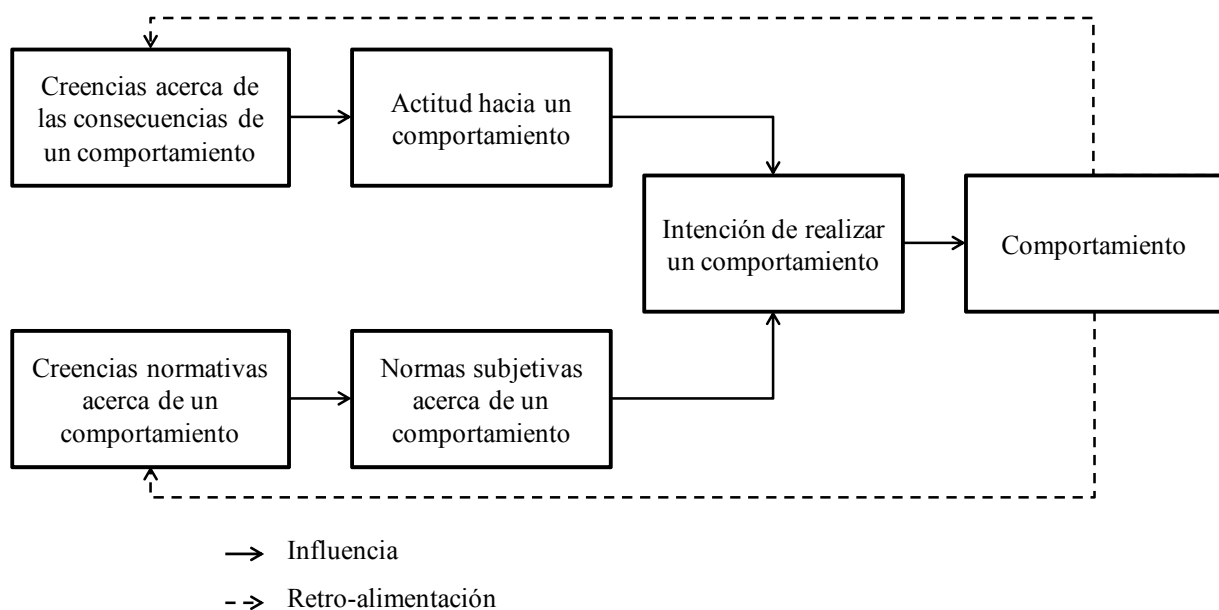 Creencias acerca de
las consecuencias de
un comportamiento
Actitud hacia un
comportamiento
Intención de realizar
un comportamiento
Comportamiento
Creencias normativas
acerca de un
comportamiento
Normas subjetivas
acerca de un
comportamiento
Influencia
Retro-alimentación